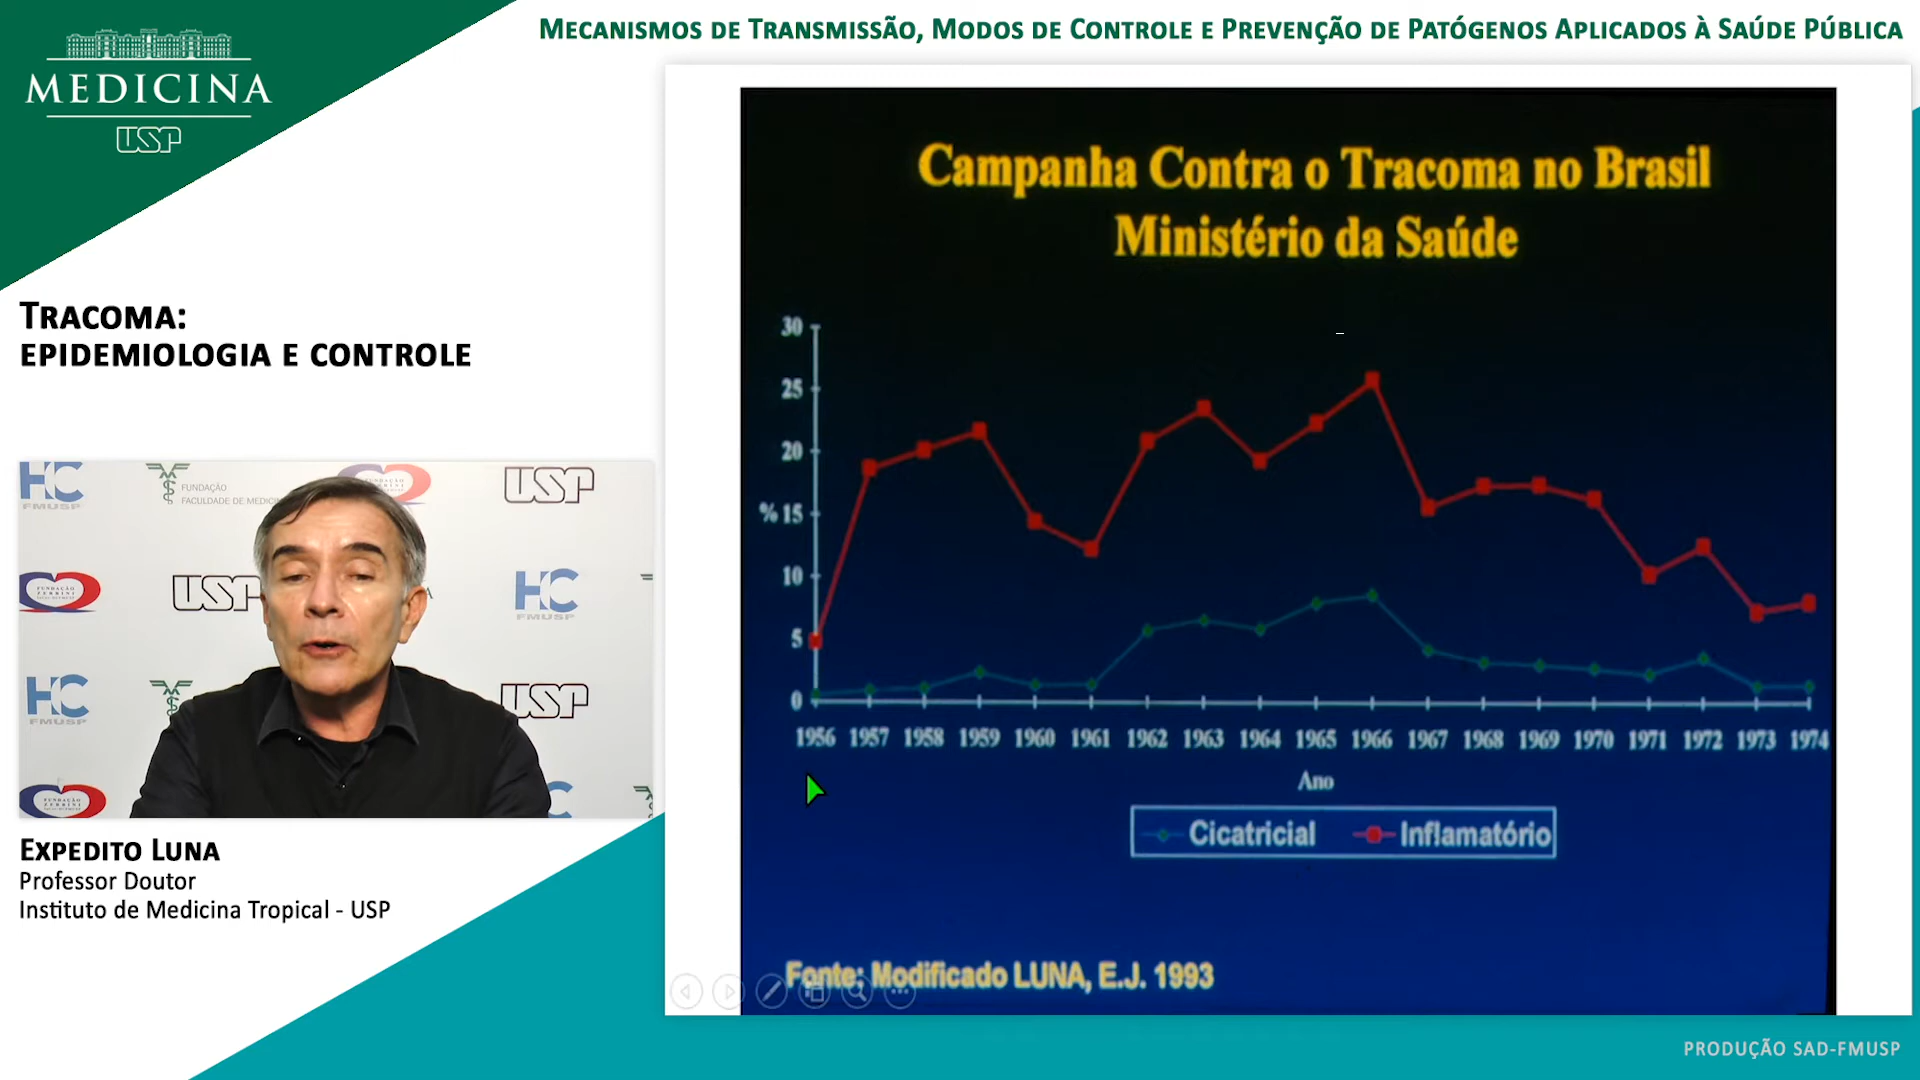 MECANISMOS DE TRANSMISSÃO, MODOS DE CONTROLE E PREVENÇÃO DE PATÓGENOS APLICADOS À SAÚDE PÚBLICA
MEDICINA
USP
TRACOMA:
EPIDEMIOLOGIA E CONTROLE
Campanha Contra o Tracoma no Brasil
Ministério da Saúde
30
25
20
% 15
10
5
0
1956 1957 1958 1959 1960 1961 1962 1963 1964 1965 1966 1967 1968 1969 1970 1971 1972 1973 1974
Ano
Cicatricial Inflamatório
Fonte: Modificado LUNA, E.J. 1993
HC
FMUSP
FUNDAÇÃO
FACULDADE DE MEDICIN
USP
FUNDAÇÃO
ZERBINI
USP
HC
FMUSP
HC
FMUSP
USP
FUNDAÇÃO
ZERBINI
EXPEDITO LUNA
Professor Doutor
Instituto de Medicina Tropical - USP
PRODUÇÃO SAD-FMUSP